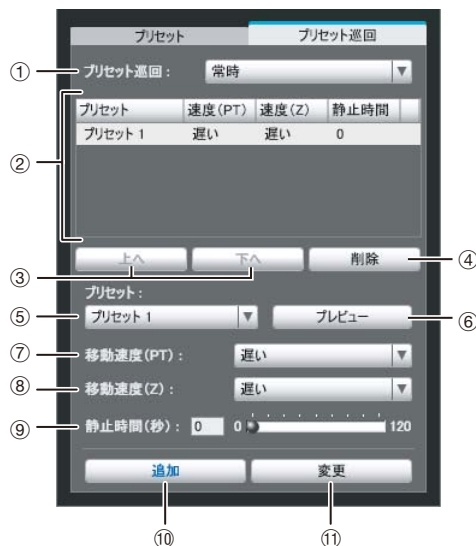 プリセット プリセット巡回
① プリセット巡回： 常時
②
プリセット 速度(PT) 速度(Z) 静止時間
プリセット 1 遅い 遅い 0
③ 上へ 下へ 削除 ④
プリセット：
⑤ プリセット 1 プレビュー ⑥
⑦ 移動速度(PT)： 遅い
⑧ 移動速度(Z)： 遅い
⑨ 静止時間(秒)： 0 0 120
追加 変更
⑩ ⑪